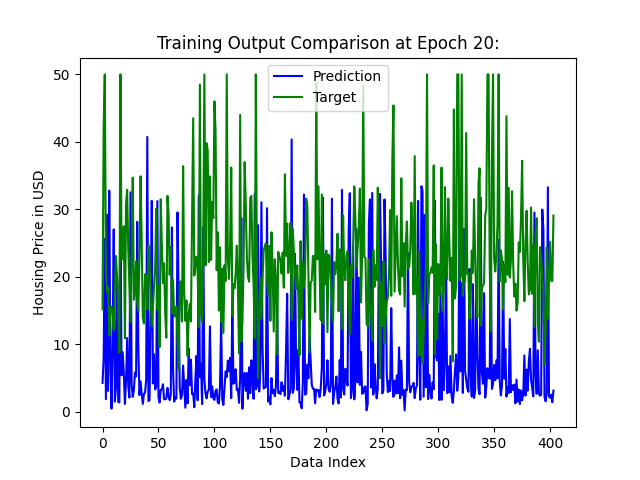 Training Output Comparison at Epoch 20:
Prediction
Target
Housing Price in USD
50
40
30
20
10
0
0 50 100 150 200 250 300 350 400
Data Index